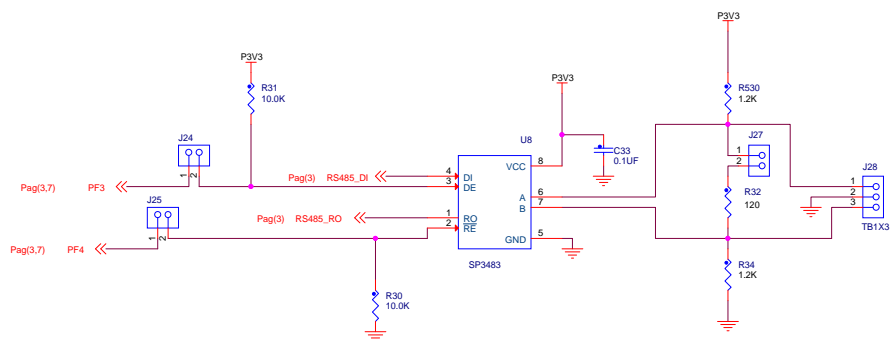 P3V3
R530
1.2K
P3V3
R31
10.0K
P3V3
J24
1
2
U8
C33
0.1UF
J27
1
2
Pag(3,7) PF3
Pag(3) RS485_DI
4
3
DI
DE
VCC
8
J28
1
2
3
TB1X3
J25
1
2
R32
120
A
B
6
7
Pag(3) RS485_RO
1
2
RO
RE
GND
5
SP3483
Pag(3,7) PF4
R34
1.2K
R30
10.0K